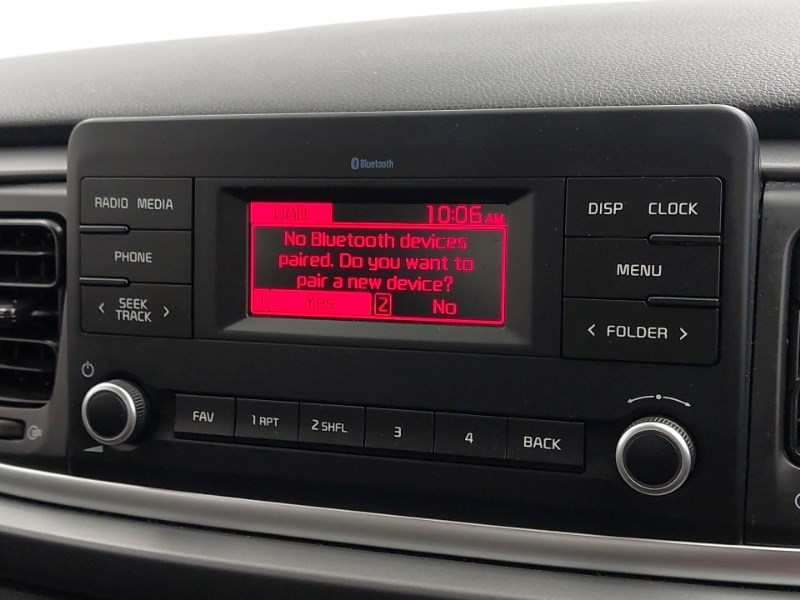 Bluetooth
RADIO MEDIA
PHONE
< SEEK TRACK >
DAB 10:06 AM
No Bluetooth devices
paired. Do you want to
pair a new device?
1 Yes 2 No
DISP CLOCK
MENU
< FOLDER >
FAV 1 RPT 2 SHFL 3 4 BACK